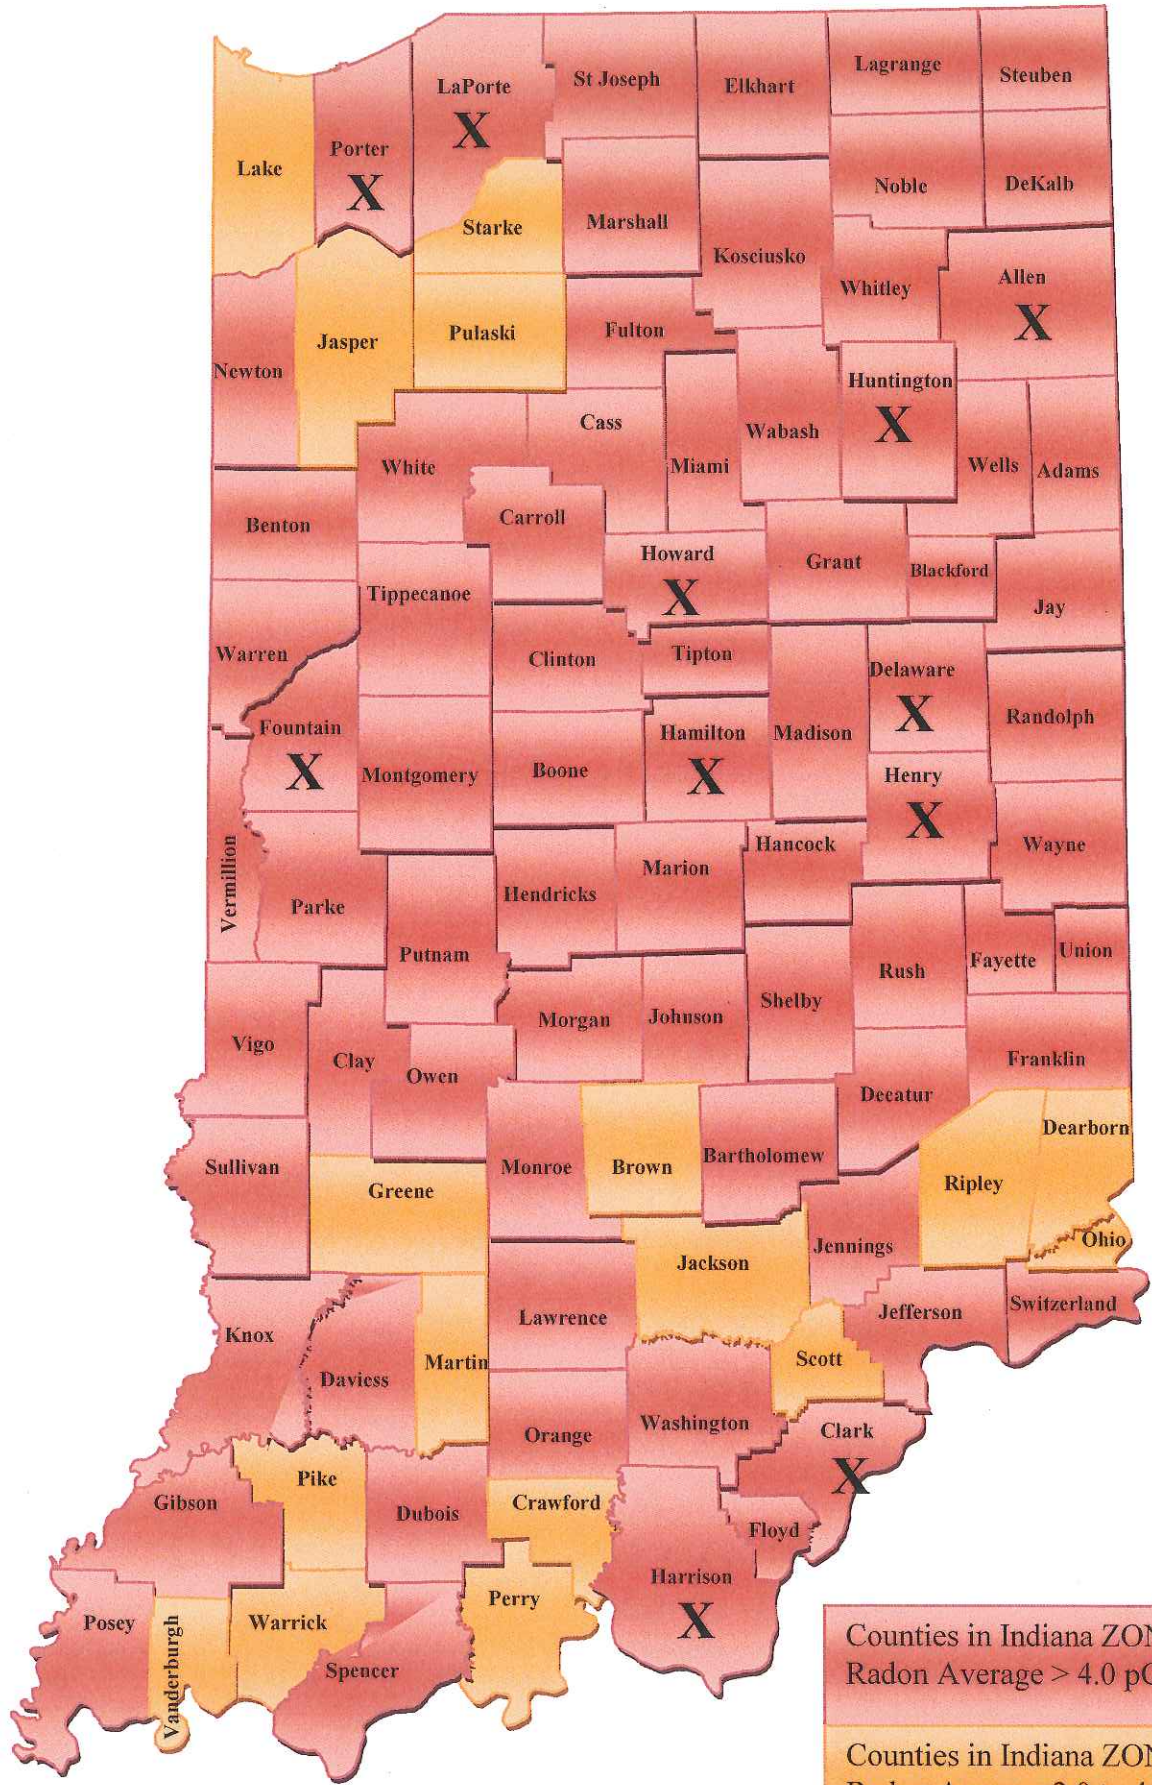 Lagrange
Steuben
LaPorte
St Joseph
Elkhart
X
Porter
Lake
X
Noble
DeKalb
Starke
Marshall
Kosciusko
Whitley
Allen
X
Jasper
Pulaski
Fulton
Newton
Huntington
X
Cass
Wabash
White
Miami
Wells
Adams
Carroll
Benton
Howard
X
Grant
Blackford
Tippecanoe
Jay
Warren
Clinton
Tipton
Delaware
X
Randolph
Fountain
X
Hamilton
X
Madison
Montgomery
Boone
Henry
X
Hancock
Wayne
Vermillion
Marion
Hendricks
Parke
Putnam
Rush
Fayette
Union
Shelby
Morgan
Johnson
Vigo
Clay
Owen
Franklin
Decatur
Dearborn
Sullivan
Monroe
Brown
Bartholomew
Greene
Ripley
Ohio
Jennings
Jackson
Lawrence
Jefferson
Switzerland
Knox
Martin
Scott
Daviess
Orange
Washington
Clark
X
Pike
Gibson
Crawford
Dubois
Floyd
Harrison
X
Perry
Posey
Vanderburgh
Warrick
Spencer
Counties in Indiana ZON
Radon Average > 4.0 pC
Counties in Indiana ZON